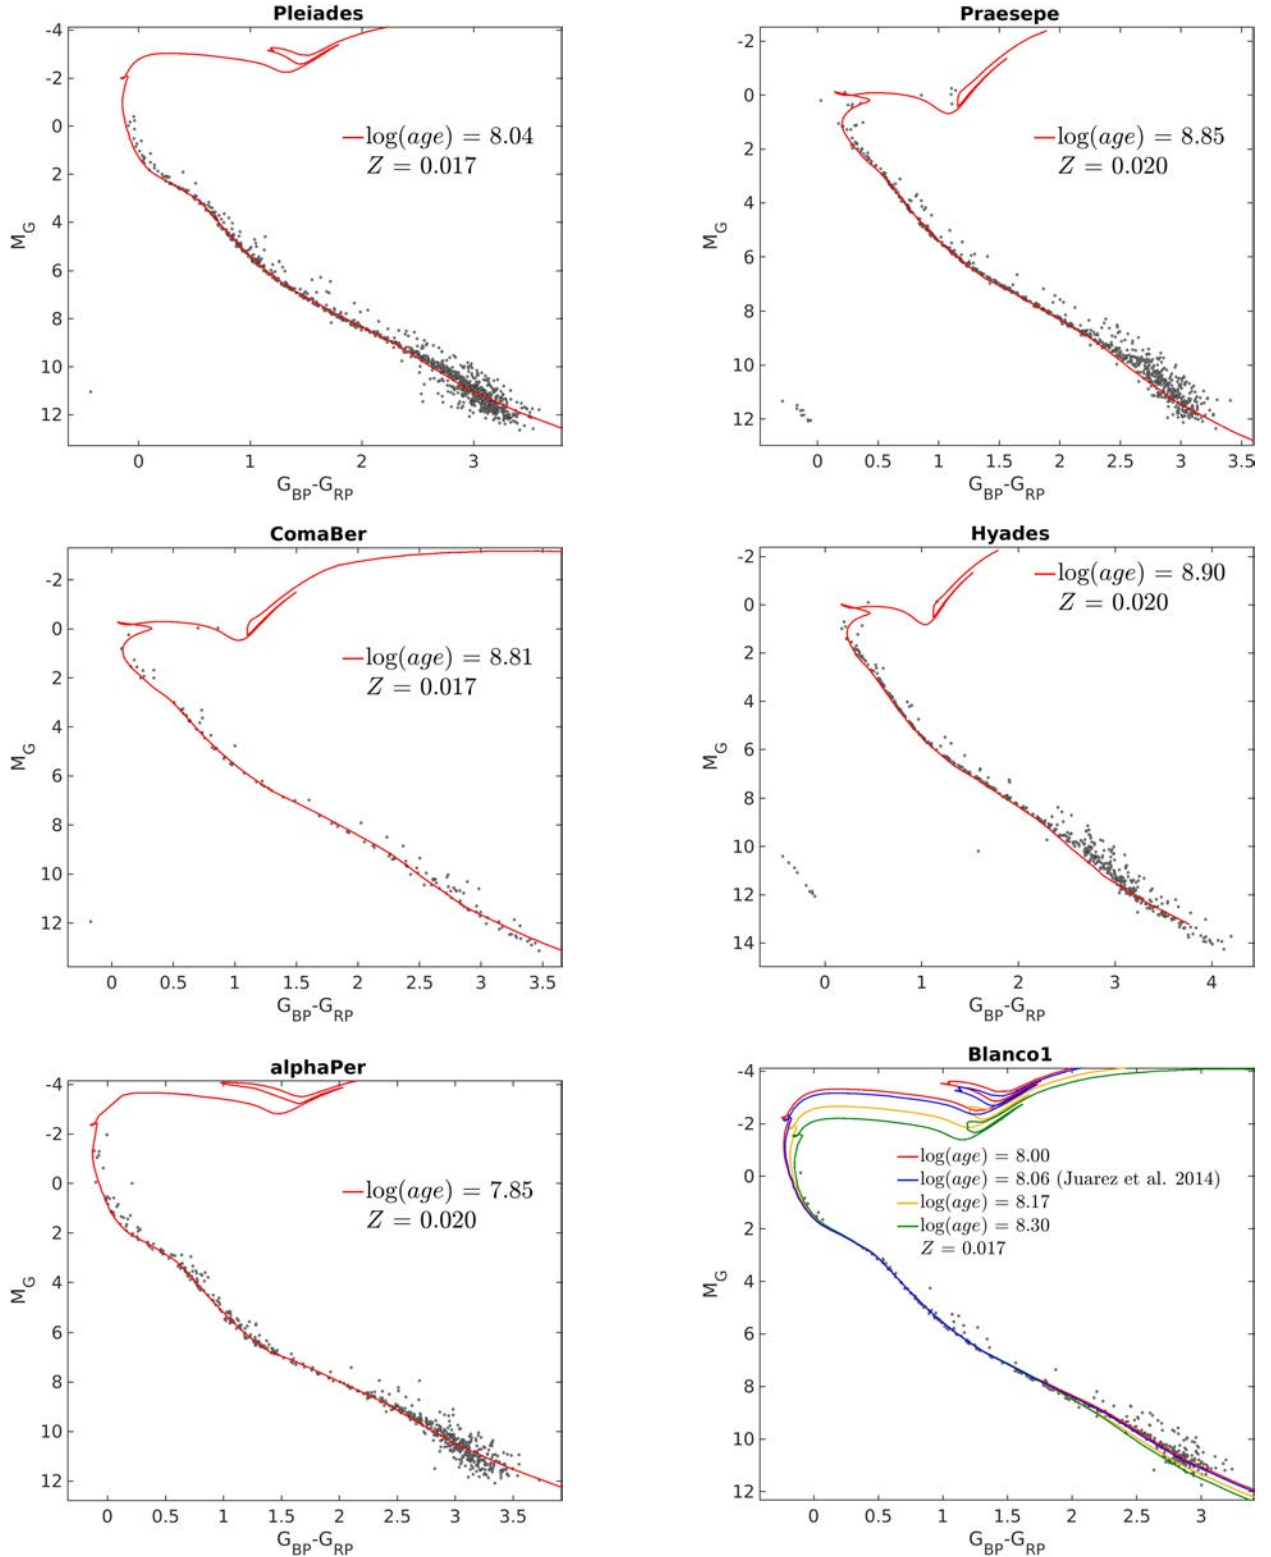 Pleiades
-4
-2
0
2
4
6
8
10
12
M_G
0 1 2 3
G_BP-G_RP
log(age) = 8.04
Z = 0.017
Praesepe
-2
0
2
4
6
8
10
12
M_G
0 0.5 1 1.5 2 2.5 3 3.5
G_BP-G_RP
log(age) = 8.85
Z = 0.020
ComaBer
-2
0
2
4
6
8
10
12
M_G
0 0.5 1 1.5 2 2.5 3 3.5
G_BP-G_RP
log(age) = 8.81
Z = 0.017
Hyades
-2
0
2
4
6
8
10
12
14
M_G
0 1 2 3 4
G_BP-G_RP
log(age) = 8.90
Z = 0.020
alphaPer
-4
-2
0
2
4
6
8
10
12
M_G
0 0.5 1 1.5 2 2.5 3 3.5
G_BP-G_RP
log(age) = 7.85
Z = 0.020
Blanco1
-4
-2
0
2
4
6
8
10
12
M_G
0 1 2 3
G_BP-G_RP
log(age) = 8.00
log(age) = 8.06 (Juarez et al. 2014)
log(age) = 8.17
log(age) = 8.30
Z = 0.017